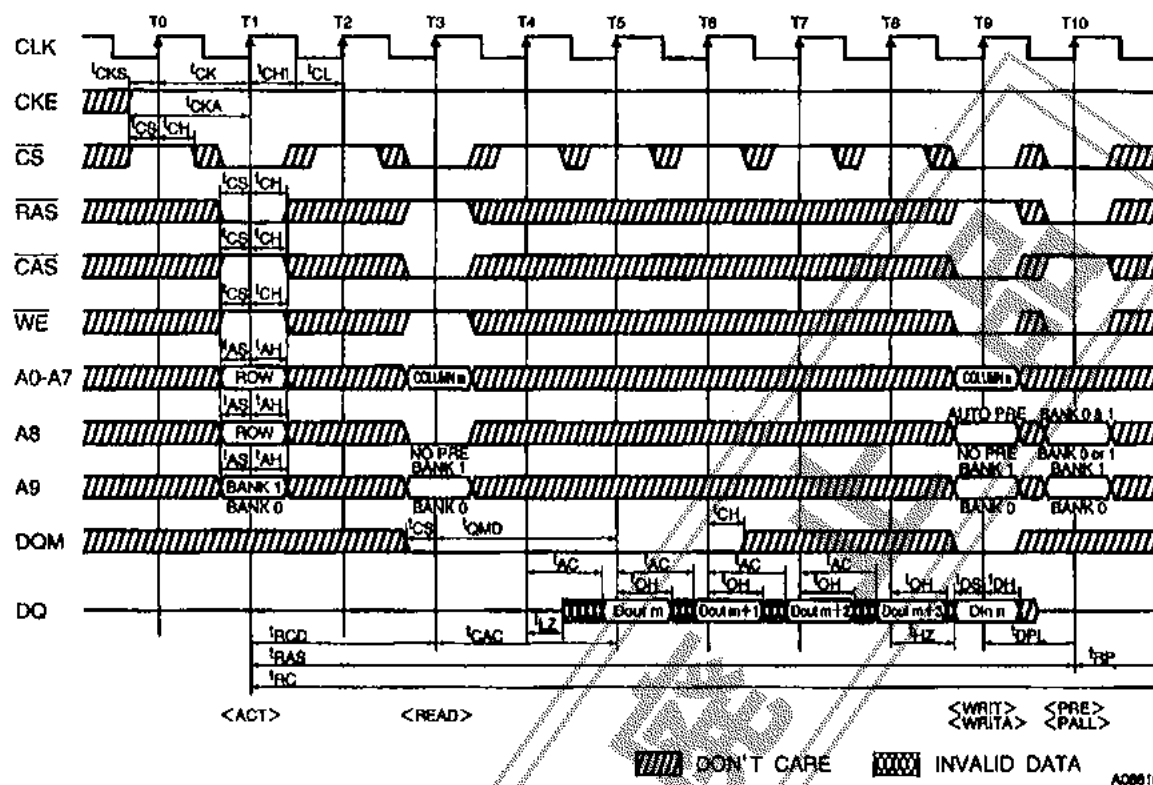 T0 T1 T2 T3 T4 T5 T6 T7 T8 T9 T10
CLK
tCKS tCK tCH1 tCL
CKE
tCKA
tCS tCH
CS
tCS tCH
RAS
tCS tCH
CAS
tCS tCH
WE
tAS tAH
A0-A7 ROW COLUMN m COLUMN n
tAS tAH AUTO PRE BANK 0 & 1
A8 ROW
NO PRE NO PRE BANK 0 or 1
tAS tAH BANK 1 BANK 1 BANK 1
A9 BANK 1
BANK 0 BANK 0 BANK 0 BANK 0
tCS tQMD tCH
DQM
tAC tAC tAC tAC
tOH tOH tOH tOH tDS tDH
DQ Dout m Dout m+1 Dout m+2 Dout m+3 Din n
tLZ tHZ
tRCD tCAC tDPL
tRAS tRP
tRC
<ACT> <READ> <WRIT> <PRE>
<WRITA> <PALL>
DON'T CARE INVALID DATA